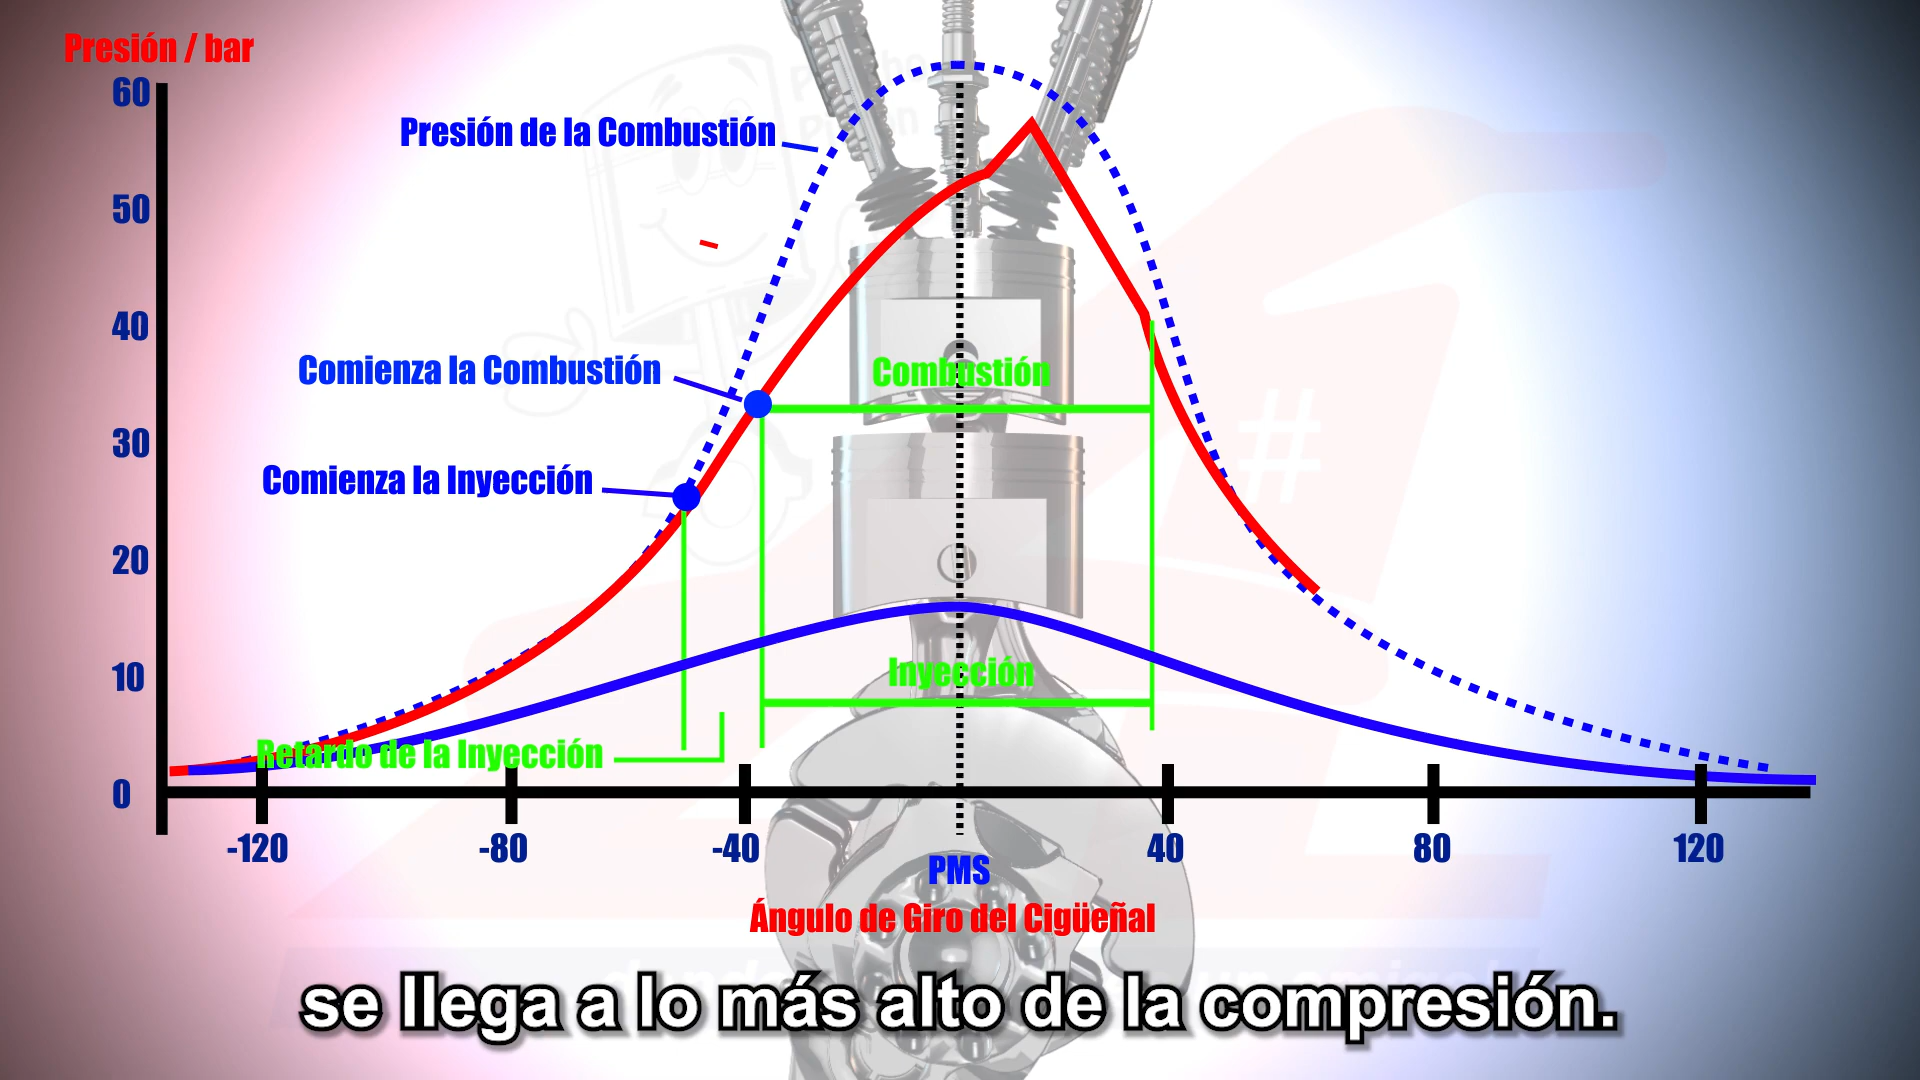 Presión / bar
60
Presión de la Combustión
50
40
Comienza la Combustión
Combustión
30
Comienza la Inyección
#
20
10
Inyección
Retardo de la Inyección
0
-120
-80
-40
40
80
120
PMS
Ángulo de Giro del Cigüeñal
se llega a lo más alto de la compresión.